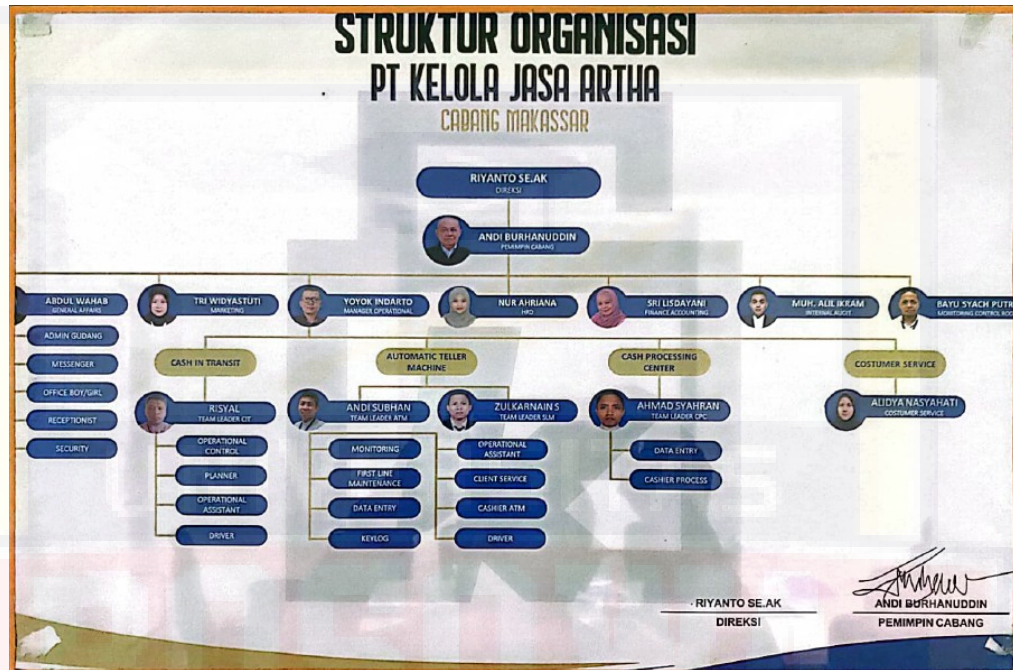 STRUKTUR ORGANISASI
PT KELOLA JASA ARTHA
CABANG MAKASSAR
RIYANTO SE.AK
DIREKSI
ANDI BURHANUDDIN
PEMIMPIN CABANG
ABDUL WAHAB
GENERAL AFFAIRS
TRI WIDYASTUTI
MARKETING
YOYOK INDARTO
MANAGER OPERATIONAL
NUR AHRIANA
HRD
SRI LISDAYANI
FINANCE ACCOUNTING
MUH. ALIL IKRAM
INTERNAL AUDIT
BAYU SYACH PUTR
MONITORING CONTROL ROO
ADMIN GUDANG
MESSENGER
OFFICE BOY/GIRL
RECEPTIONIST
SECURITY
CASH IN TRANSIT
AUTOMATIC TELLER
MACHINE
CASH PROCESSING
CENTER
COSTUMER SERVICE
RISYAL
TEAM LEADER CIT
ANDI SUBHAN
TEAM LEADER ATM
ZULKARNAIN S
TEAM LEADER SLM
AHMAD SYAHRAN
TEAM LEADER CPC
ALIDYA NASYAHATI
COSTUMER SERVICE
OPERATIONAL
CONTROL
PLANNER
OPERATIONAL
ASSISTANT
DRIVER
MONITORING
FIRST LINE
MAINTENANCE
DATA ENTRY
KEYLOG
OPERATIONAL
ASSISTANT
CLIENT SERVICE
CASHIER ATM
DRIVER
DATA ENTRY
CASHIER PROCESS
RIYANTO SE.AK
DIREKSI
ANDI BURHANUDDIN
PEMIMPIN CABANG